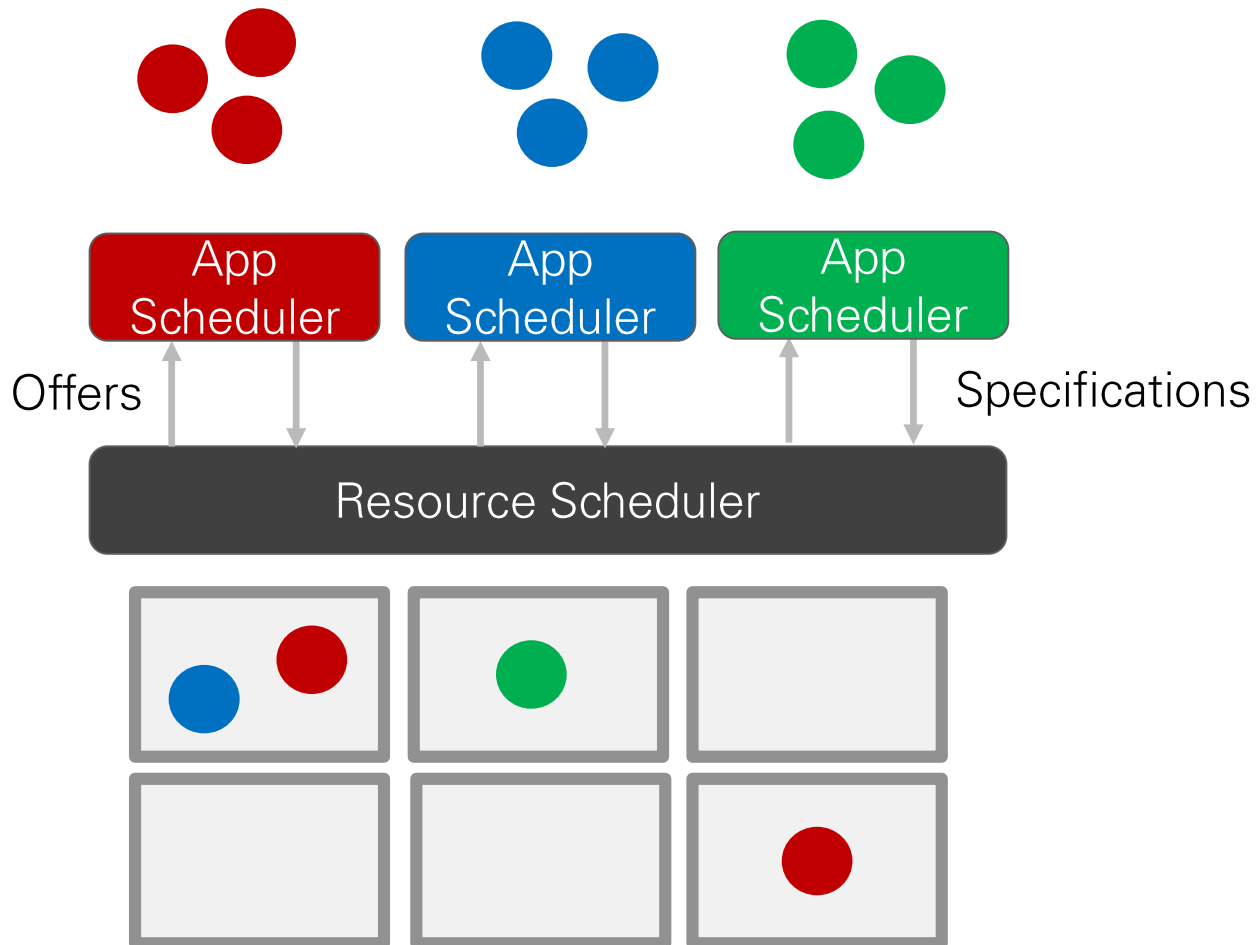 App
Scheduler
App
Scheduler
App
Scheduler
Offers
Specifications
Resource Scheduler